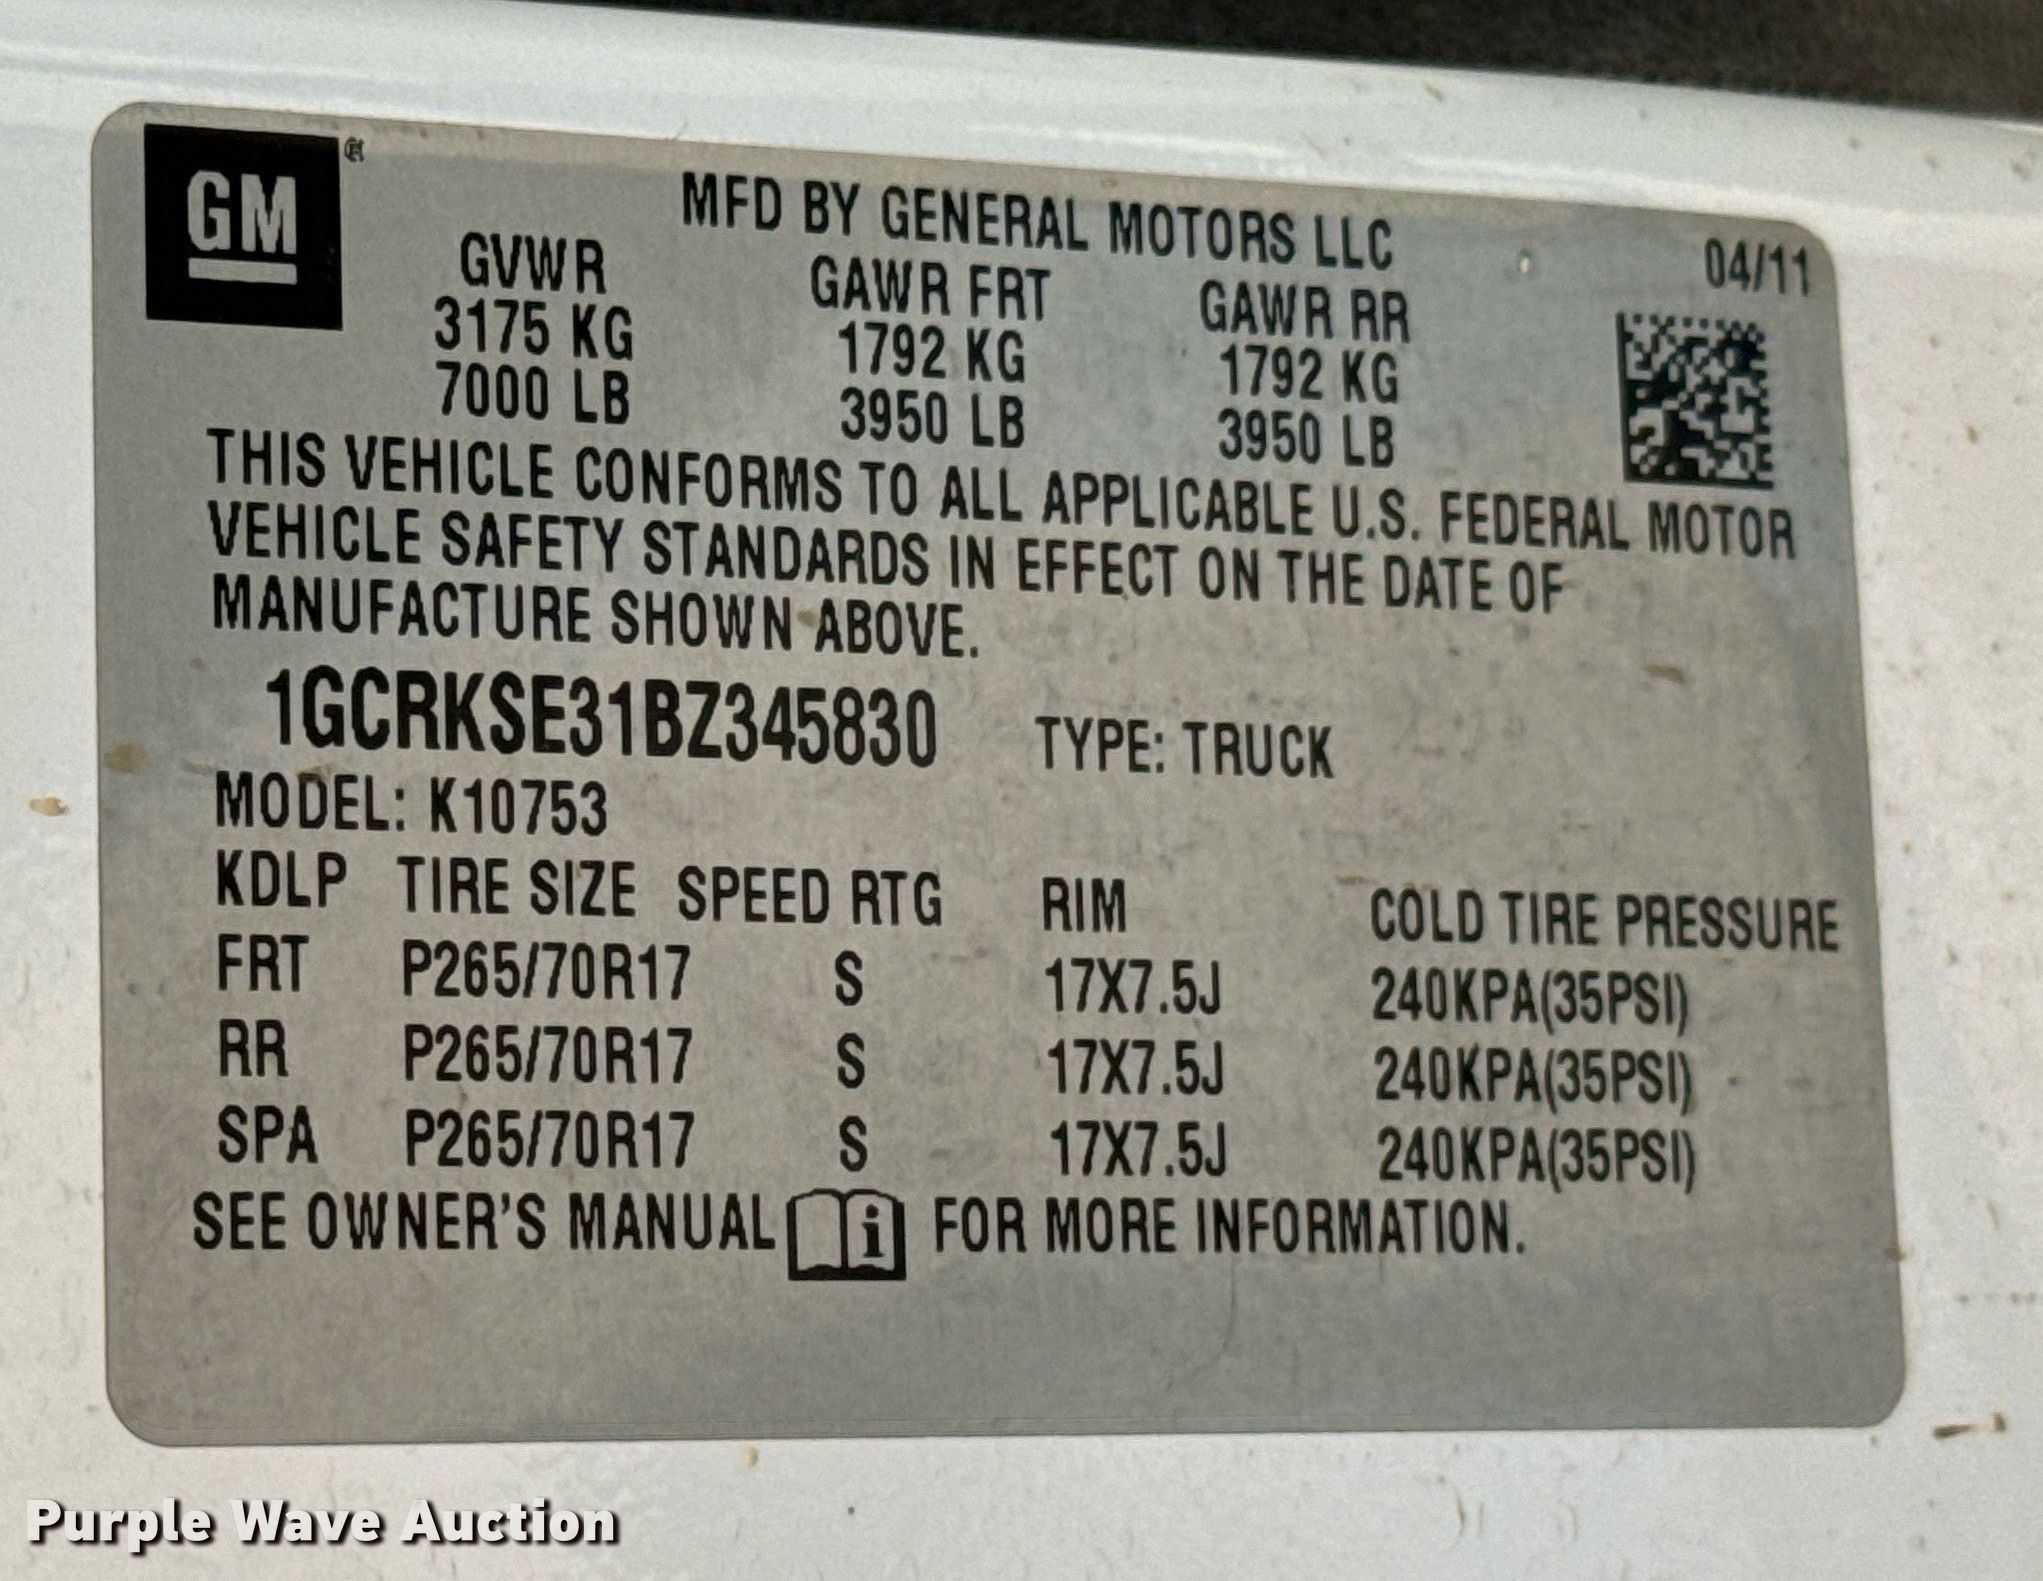 GM
MFD BY GENERAL MOTORS LLC
04/11
GVWR GAWR FRT GAWR RR
3175 KG 1792 KG 1792 KG
7000 LB 3950 LB 3950 LB
THIS VEHICLE CONFORMS TO ALL APPLICABLE U.S. FEDERAL MOTOR
VEHICLE SAFETY STANDARDS IN EFFECT ON THE DATE OF
MANUFACTURE SHOWN ABOVE.
1GCRKSE31BZ345830 TYPE: TRUCK
MODEL: K10753
KDLP TIRE SIZE SPEED RTG RIM COLD TIRE PRESSURE
FRT P265/70R17 S 17X7.5J 240KPA(35PSI)
RR P265/70R17 S 17X7.5J 240KPA(35PSI)
SPA P265/70R17 S 17X7.5J 240KPA(35PSI)
SEE OWNER'S MANUAL i FOR MORE INFORMATION.
Purple Wave Auction